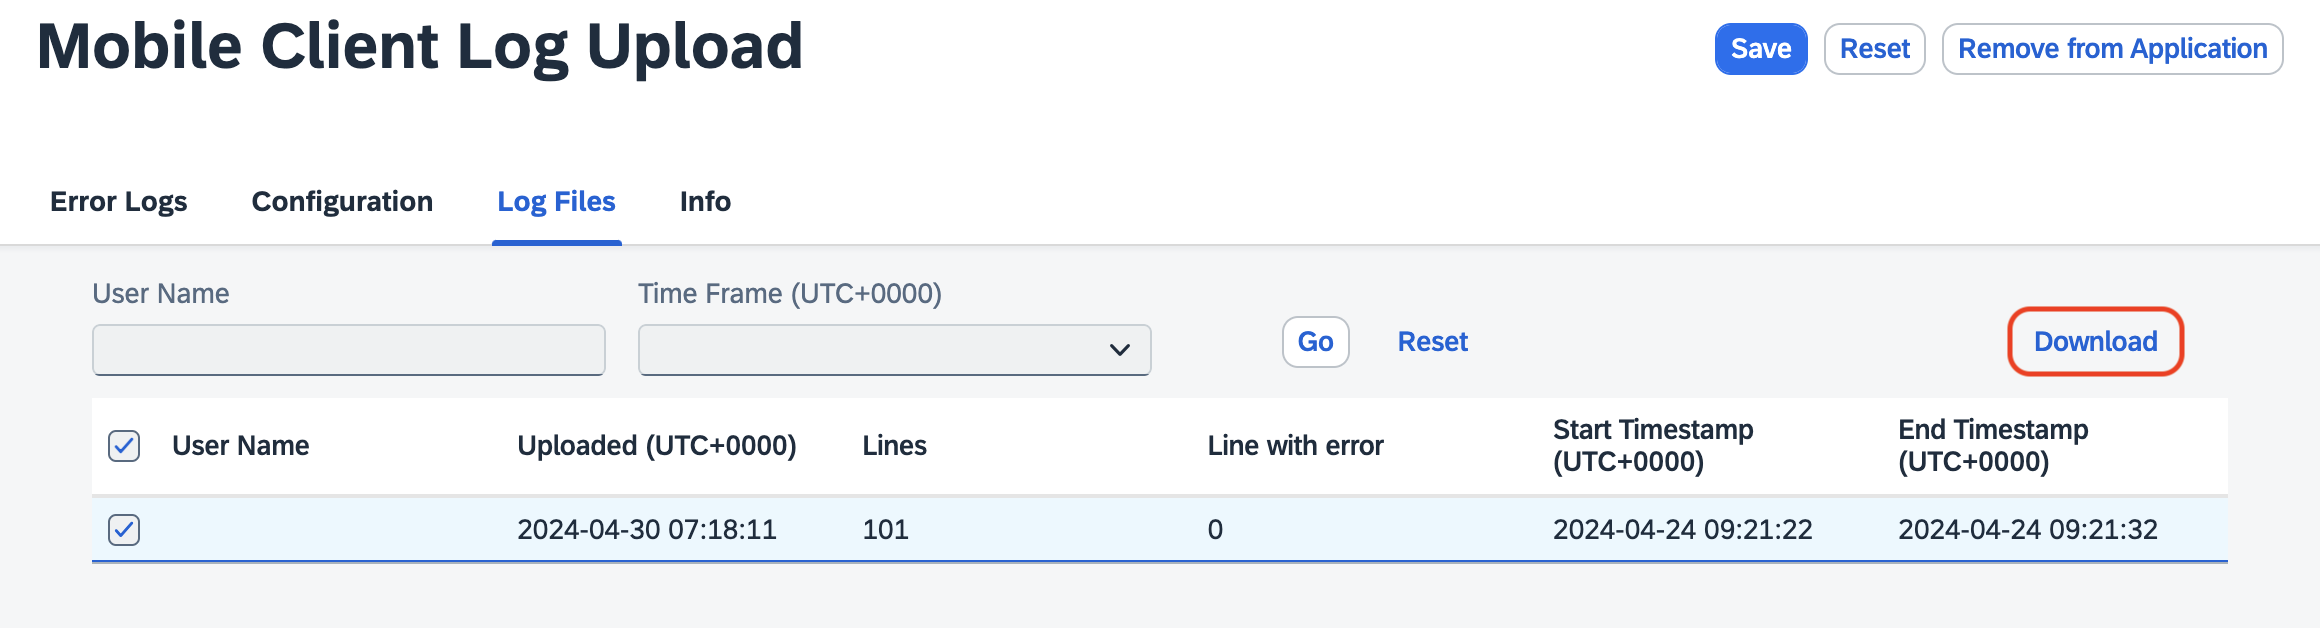 Mobile Client Log Upload
Save Reset Remove from Application
Error Logs Configuration Log Files Info
User Name Time Frame (UTC+0000)
Go Reset Download
User Name Uploaded (UTC+0000) Lines Line with error Start Timestamp (UTC+0000) End Timestamp (UTC+0000)
2024-04-30 07:18:11 101 0 2024-04-24 09:21:22 2024-04-24 09:21:32